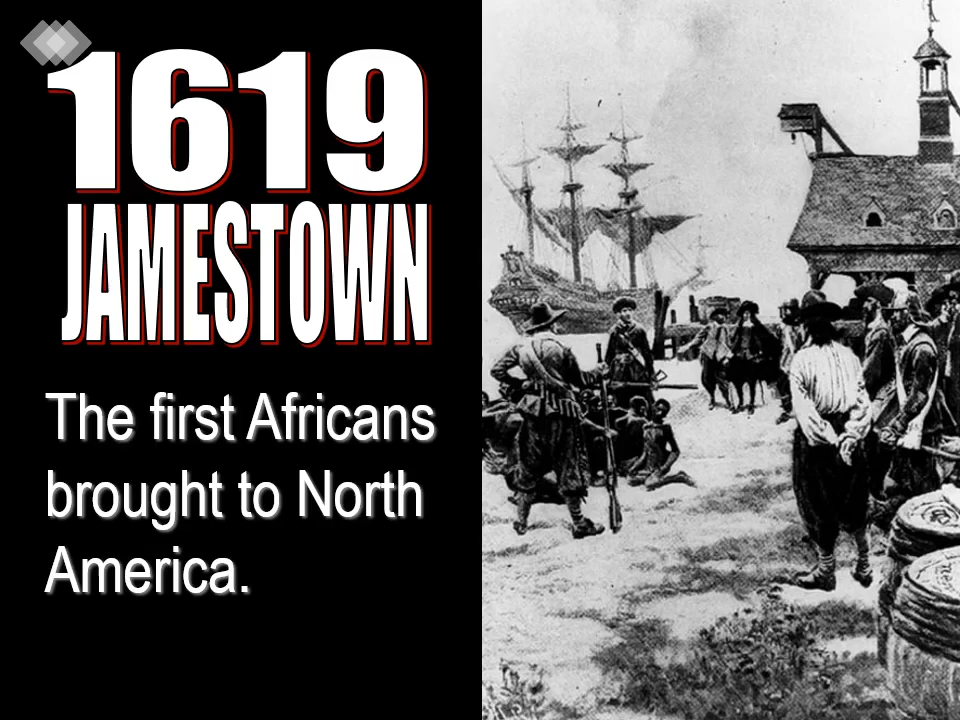 1619
JAMESTOWN
The first Africans
brought to North
America.